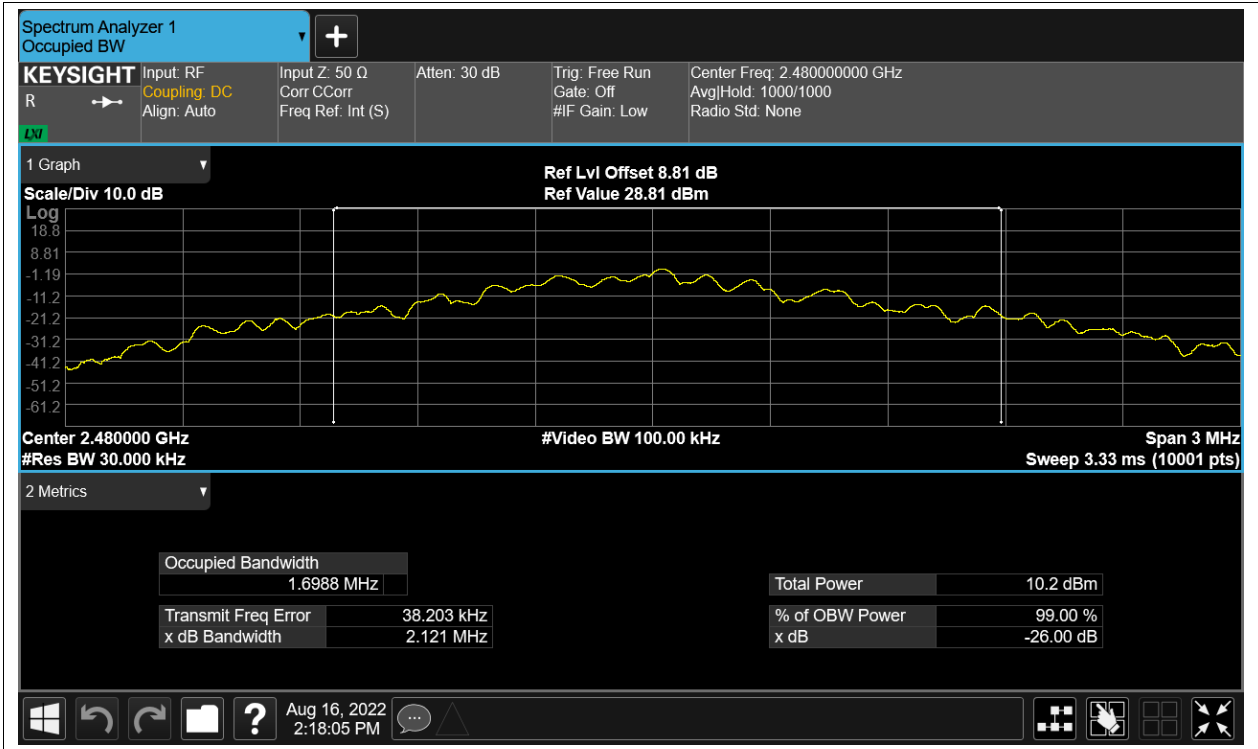 Spectrum Analyzer 1
Occupied BW
KEYSIGHT
R
LXI
Input: RF
Coupling: DC
Align: Auto
Input Z: 50 Ω
Corr CCorr
Freq Ref: Int (S)
Atten: 30 dB
Trig: Free Run
Gate: Off
#IF Gain: Low
Center Freq: 2.480000000 GHz
Avg|Hold: 1000/1000
Radio Std: None
1 Graph
Scale/Div 10.0 dB
Ref Lvl Offset 8.81 dB
Ref Value 28.81 dBm
Log
18.8
8.81
-1.19
-11.2
-21.2
-31.2
-41.2
-51.2
-61.2
Center 2.480000 GHz
#Res BW 30.000 kHz
#Video BW 100.00 kHz
Span 3 MHz
Sweep 3.33 ms (10001 pts)
2 Metrics
Occupied Bandwidth
1.6988 MHz
Transmit Freq Error 38.203 kHz
x dB Bandwidth 2.121 MHz
Total Power 10.2 dBm
% of OBW Power 99.00 %
x dB -26.00 dB
?
Aug 16, 2022
2:18:05 PM